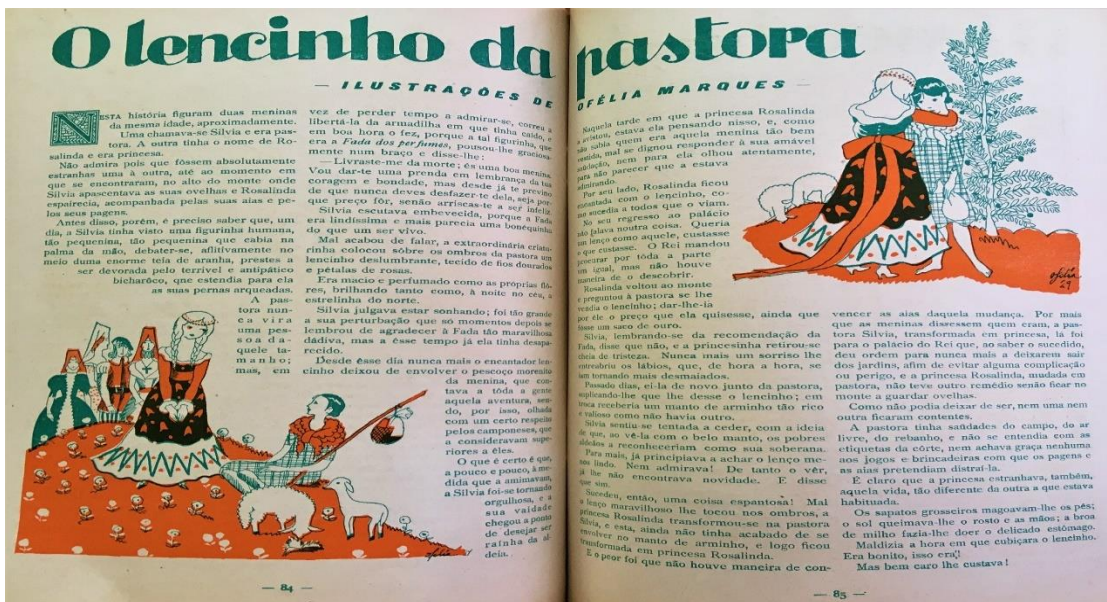 O lencinho da pastora
— ILUSTRAÇÕES DE OFÉLIA MARQUES —
NESTA história figuram duas meninas
da mesma idade, aproximadamente.
Uma chamava-se Silvia e era pas-
tora. A outra tinha o nome de Ro-
salinda e era princesa.
Não admira pois que fôssem absolutamente
estranhas uma à outra, até ao momento em
que se encontraram, no alto do monte onde
Silvia apascentava as suas ovelhas e Rosalinda
espairecia, acompanhada pelas suas aias e pe-
los seus pagens.
Antes disso, porém, é preciso saber que, um
dia, a Silvia tinha visto uma figurinha humana,
tão pequenina, tão pequenina que cabia na
palma da mão, debater-se, aflitivamente no
meio duma enorme teia de aranha, prestes a
ser devorada pelo terrível e antipático
bicharôco, que estendia para ela
as suas pernas arqueadas.
A pas-
tora nun-
ca vira
uma pes-
soa da-
quele ta-
manho;
mas, em
vez de perder tempo a admirar-se, correu a
libertá-la da armadilha em que tinha caído, e
em boa hora o fez, porque a tal figurinha, que
era a Fada dos perfumes, pousou-lhe graciosa-
mente num braço e disse-lhe:
— Livraste-me da morte; és uma boa menina.
Vou dar-te uma prenda em lembrança da tua
coragem e bondade, mas desde já te previno
de que nunca deves desfazer-te dela, seja por-
que preço fôr, senão arriscas-te a ser infeliz.
Silvia escutava embevecida, porque a Fada
era lindíssima e mais parecia uma bonequinha
do que um ser vivo.
Mal acabou de falar, a extraordinária criatu-
rinha colocou sôbre os ombros da pastora um
lencinho deslumbrante, tecido de fios dourados
e pétalas de rosas.
Era macio e perfumado como as próprias flo-
res, brilhando tanto como, à noite no céu, a
estrelinha do norte.
Silvia julgava estar sonhando; foi tão grande
a sua perturbação que só momentos depois se
lembrou de agradecer à Fada tão maravilhosa
dádiva, mas a êsse tempo já ela tinha desapa-
recido.
Desde êsse dia nunca mais o encantador len-
cinho deixou de envolver o pescoço moreno
da menina, que con-
tava a tôda a gente
aquela aventura, sen-
do, por isso, olhada
com um certo respeito
pelos camponeses, que
a consideravam supe-
riores a êles.
O que é certo é que,
a pouco e pouco, à me-
dida que a amimavam,
a Silvia foi-se tornando
orgulhosa, e a
sua vaidade
chegou a ponto
de desejar ser
rainha da al-
deia.
ofélia
— 84 —
Naquela tarde em que a princesa Rosalinda
a avistou, estava ela pensando nisso, e, como
não sabia quem era aquela menina tão bem
vestida, mal se dignou responder à sua amável
saüdação, nem para ela olhou atentamente,
para não parecer que a estava
admirando.
Por seu lado, Rosalinda ficou
encantada com o lencinho, co-
mo sucedia a todos que o viam.
No seu regresso ao palácio
não falava noutra coisa. Queria
um lenço como aquele, custasse
o que custasse. O Rei mandou
procurar por tôda a parte
um igual, mas não houve
maneira de o descobrir.
Rosalinda voltou ao monte
e preguntou à pastora se lhe
vendia o lencinho; dar-lhe-ia
por êle o preço que ela quisesse, ainda que
fôsse um saco de ouro.
Silvia, lembrando-se da recomendação da
Fada, disse que não, e a princesinha retirou-se
cheia de tristeza. Nunca mais um sorriso lhe
entreabriu os lábios, que, de hora a hora, se
iam tornando mais desmaiados.
Passado dias, ei-la de novo junto da pastora,
suplicando-lhe que lhe desse o lencinho; em
troca receberia um manto de arminho tão rico
e valioso como não havia outro.
Silvia sentiu-se tentada a ceder, com a ideia
de que, ao vê-la com o belo manto, os pobres
aldeãos a reconheceriam como sua soberana.
Para mais, já principiava a achar o lenço me-
nos lindo. Nem admirava! De tanto o vêr,
já lhe não encontrava novidade. E disse
que sim.
Sucedeu, então, uma coisa espantosa! Mal
o lenço maravilhoso lhe tocou nos ombros, a
princesa Rosalinda transformou-se na pastora
Silvia, e esta, ainda não tinha acabado de se
envolver no manto de arminho, e logo ficou
transformada em princesa Rosalinda.
E o peor foi que não houve maneira de con-
ofélia
29
vencer as aias daquela mudança. Por mais
que as meninas dissessem quem eram, a pas-
tora Silvia, transformada em princesa, lá foi
para o palácio do Rei que, ao saber o sucedido,
deu ordem para nunca mais a deixarem sair
dos jardins, afim de evitar alguma complicação
ou perigo, e a princesa Rosalinda, mudada em
pastora, não teve outro remédio senão ficar no
monte a guardar ovelhas.
Como não podia deixar de ser, nem uma nem
outra ficaram contentes.
A pastora tinha saüdades do campo, do ar
livre, do rebanho, e não se entendia com as
etiquetas da côrte, nem achava graça nenhuma
aos jogos e brincadeiras com que os pagens e
as aias pretendiam distraí-la.
É claro que a princesa estranhava, também,
aquela vida, tão diferente da outra a que estava
habituada.
Os sapatos grosseiros magoavam-lhe os pés;
o sol queimava-lhe o rosto e as mãos; a broa
de milho fazia-lhe doer o delicado estômago.
Maldizia a hora em que cubiçara o lencinho.
Era bonito, isso era!
Mas bem caro lhe custava!
— 85 —